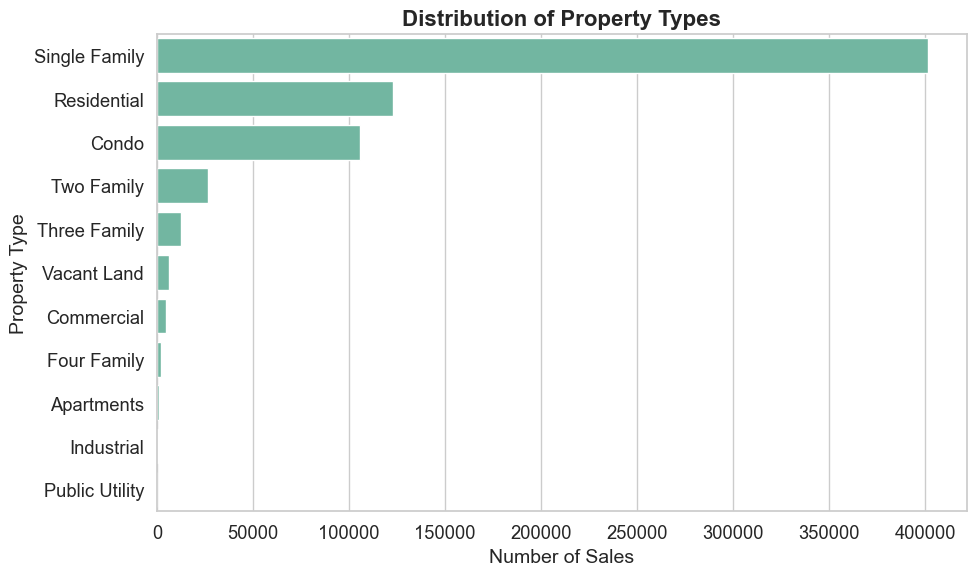 Distribution of Property Types
Single Family
Residential
Condo
Two Family
Three Family
Vacant Land
Commercial
Four Family
Apartments
Industrial
Public Utility
Property Type
0 50000 100000 150000 200000 250000 300000 350000 400000
Number of Sales